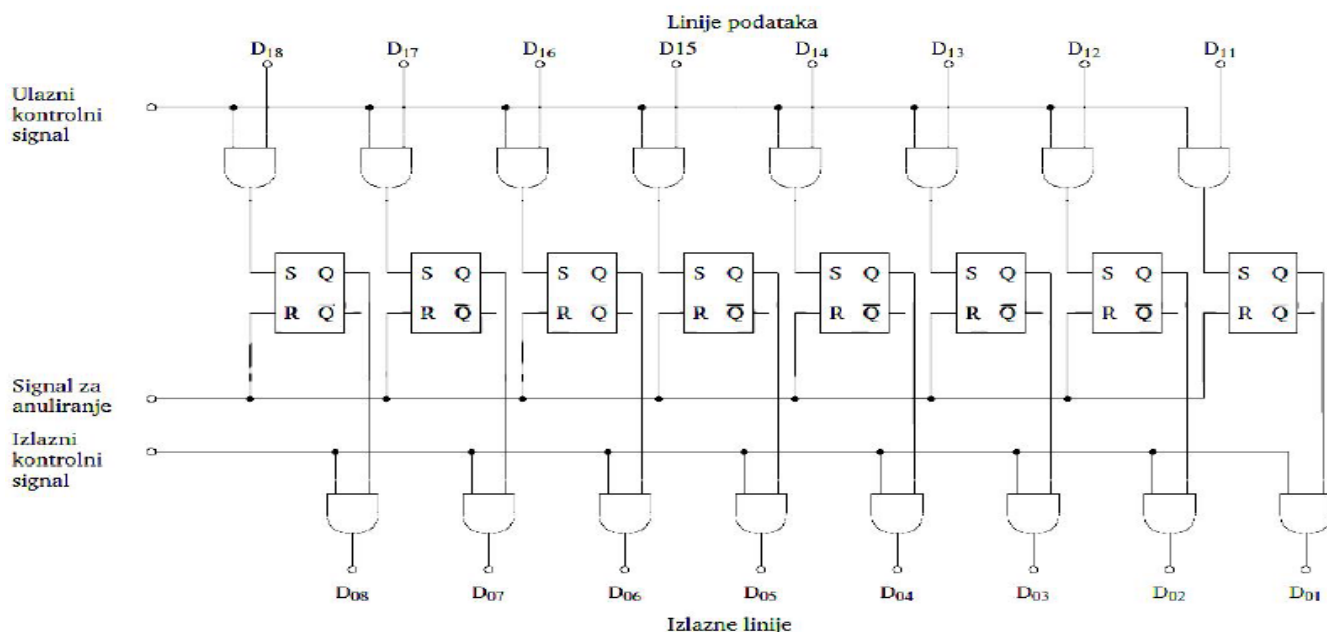 Linije podataka
D18 D17 D16 D15 D14 D13 D12 D11
Ulazni
kontrolni
signal
S Q S Q S Q S Q S Q S Q S Q S Q
R Q̅ R Q̅ R Q̅ R Q̅ R Q̅ R Q̅ R Q̅ R Q̅
Signal za
anuliranje
Izlazni
kontrolni
signal
D08 D07 D06 D05 D04 D03 D02 D01
Izlazne linije